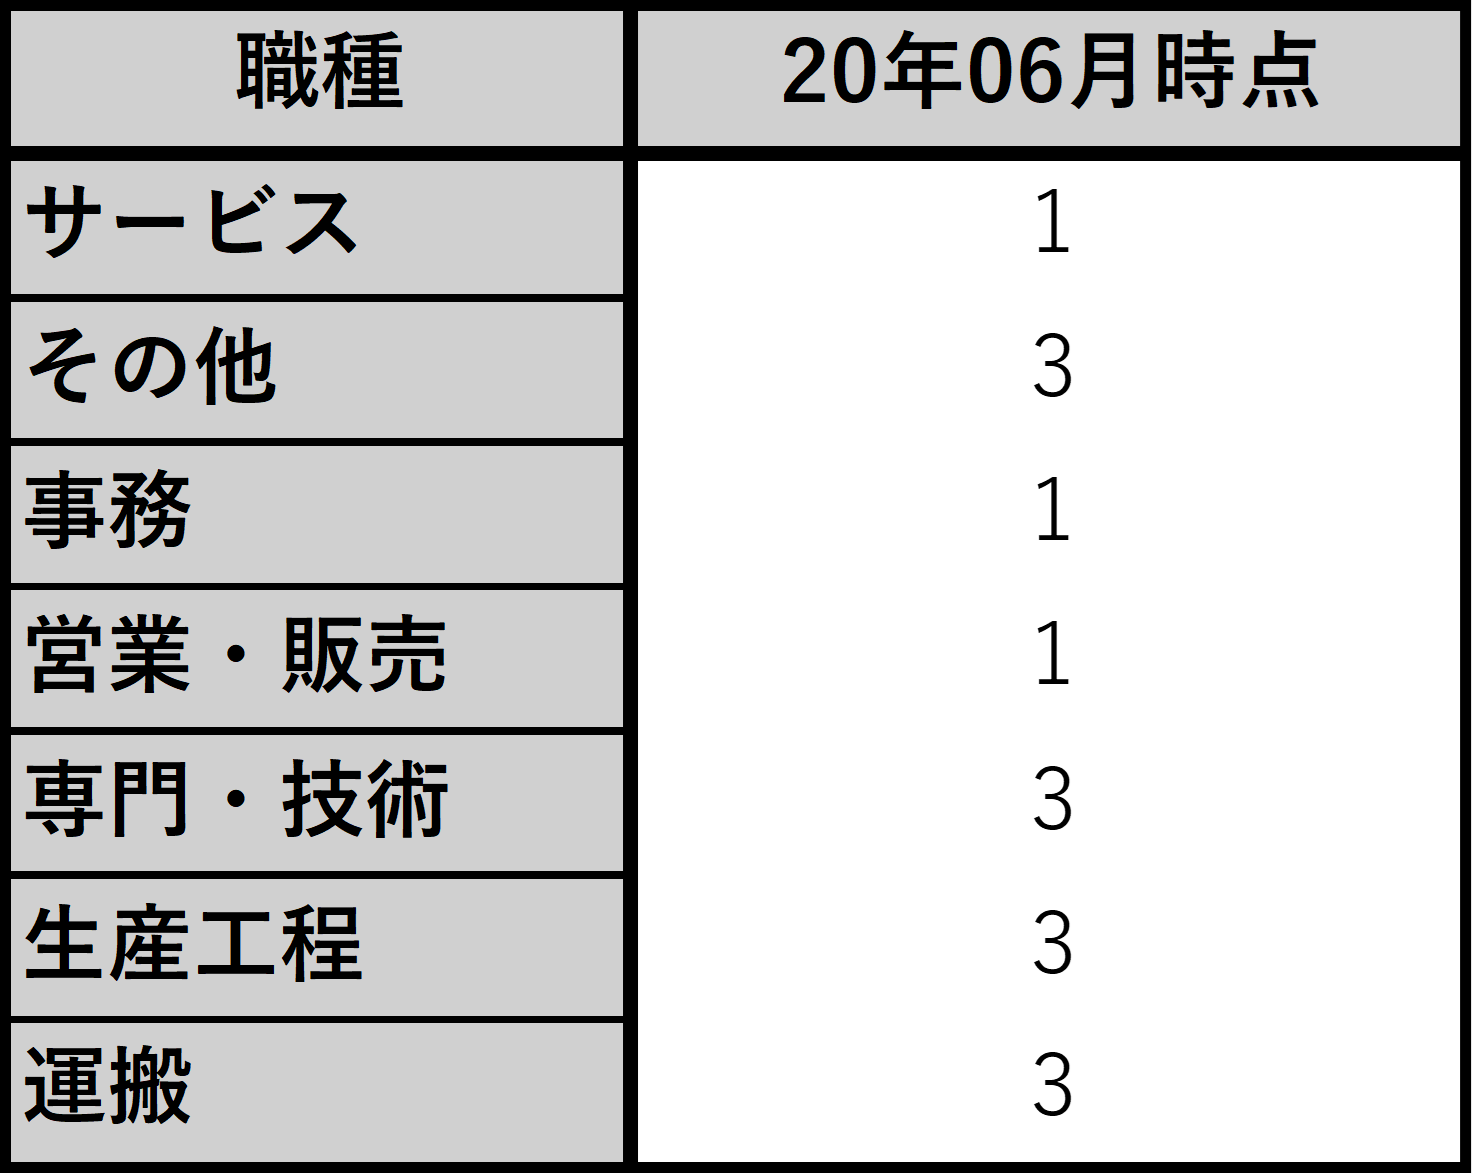 職種 20年06月時点
サービス 1
その他 3
事務 1
営業・販売 1
専門・技術 3
生産工程 3
運搬 3